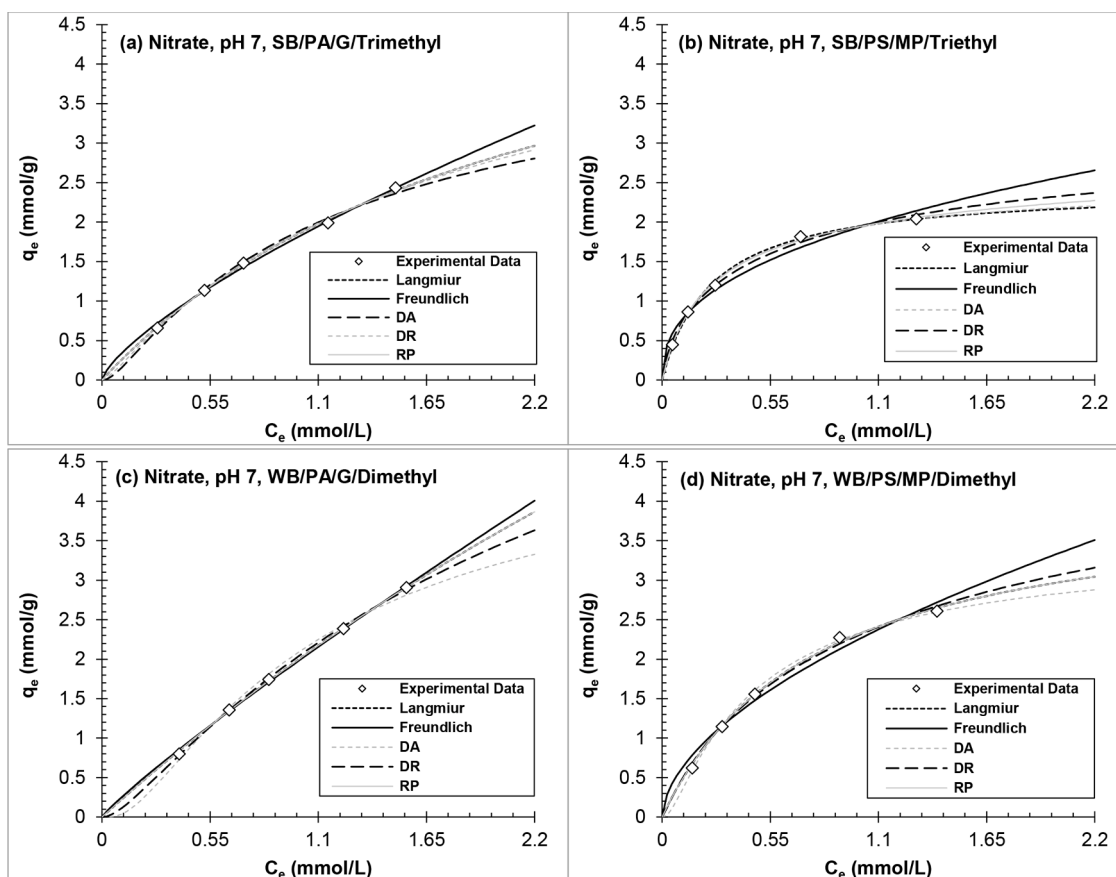 (a) Nitrate, pH 7, SB/PA/G/Trimethyl
4.5
4
3.5
3
2.5
2
1.5
1
0.5
0
qe (mmol/g)
Experimental Data
Langmiur
Freundlich
DA
DR
RP
0 0.55 1.1 1.65 2.2
Ce (mmol/L)
(b) Nitrate, pH 7, SB/PS/MP/Triethyl
4.5
4
3.5
3
2.5
2
1.5
1
0.5
0
qe (mmol/g)
Experimental Data
Langmiur
Freundlich
DA
DR
RP
0 0.55 1.1 1.65 2.2
Ce (mmol/L)
(c) Nitrate, pH 7, WB/PA/G/Dimethyl
4.5
4
3.5
3
2.5
2
1.5
1
0.5
0
qe (mmol/g)
Experimental Data
Langmiur
Freundlich
DA
DR
RP
0 0.55 1.1 1.65 2.2
Ce (mmol/L)
(d) Nitrate, pH 7, WB/PS/MP/Dimethyl
4.5
4
3.5
3
2.5
2
1.5
1
0.5
0
qe (mmol/g)
Experimental Data
Langmiur
Freundlich
DA
DR
RP
0 0.55 1.1 1.65 2.2
Ce (mmol/L)